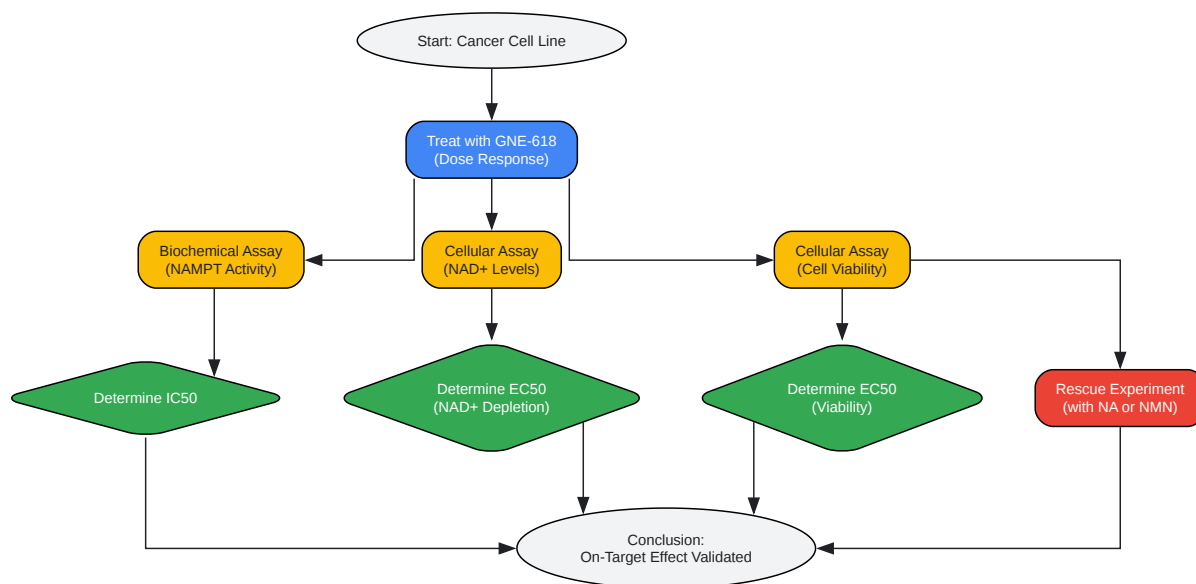 Start: Cancer Cell Line
Treat with GNE-618
(Dose Response)
Biochemical Assay
(NAMPT Activity)
Cellular Assay
(NAD+ Levels)
Cellular Assay
(Cell Viability)
Determine IC50
Determine EC50
(NAD+ Depletion)
Determine EC50
(Viability)
Rescue Experiment
(with NA or NMN)
Conclusion:
On-Target Effect Validated